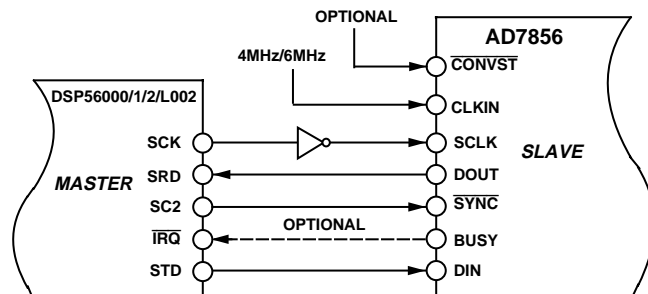 OPTIONAL
AD7856
4MHz/6MHz
CONVST
DSP56000/1/2/L002
CLKIN
SCK
SCLK
SLAVE
MASTER
SRD
DOUT
SC2
SYNC
OPTIONAL
IRQ
BUSY
STD
DIN